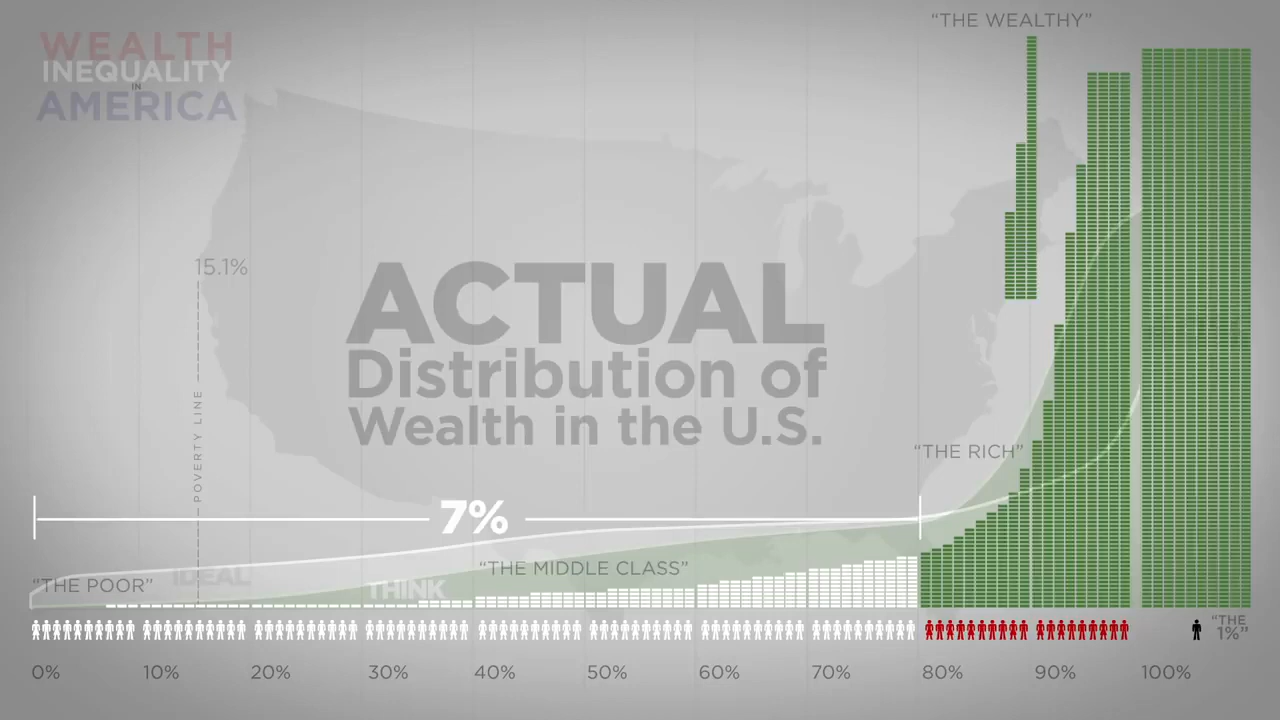 “THE WEALTHY”
WEALTH
INEQUALITY
IN
AMERICA
15.1%
ACTUAL
Distribution of
Wealth in the U.S.
POVERTY LINE
“THE RICH”
7%
“THE POOR”
IDEAL
THINK
“THE MIDDLE CLASS”
“THE
1%”
0% 10% 20% 30% 40% 50% 60% 70% 80% 90% 100%